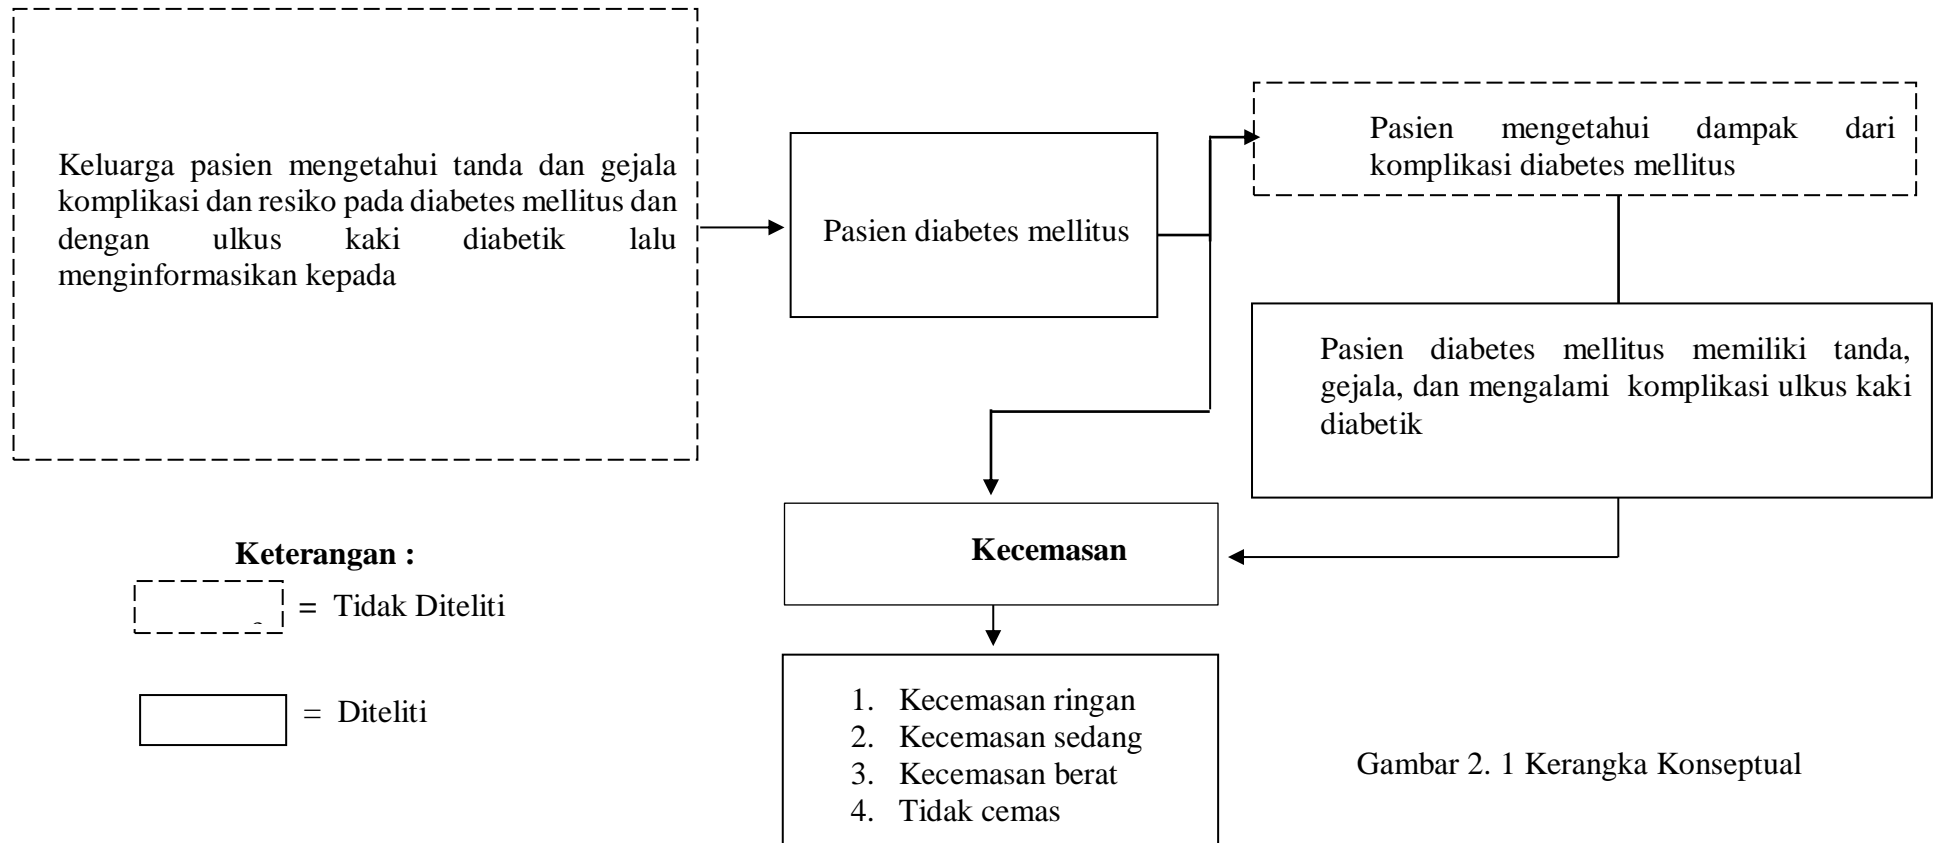 Keluarga pasien mengetahui tanda dan gejala
komplikasi dan resiko pada diabetes mellitus dan
dengan ulkus kaki diabetik lalu
menginformasikan kepada
Pasien diabetes mellitus
Pasien mengetahui dampak dari
komplikasi diabetes mellitus
Pasien diabetes mellitus memiliki tanda,
gejala, dan mengalami komplikasi ulkus kaki
diabetik
Kecemasan
1. Kecemasan ringan
2. Kecemasan sedang
3. Kecemasan berat
4. Tidak cemas
Keterangan :
= Tidak Diteliti
= Diteliti
Gambar 2. 1 Kerangka Konseptual